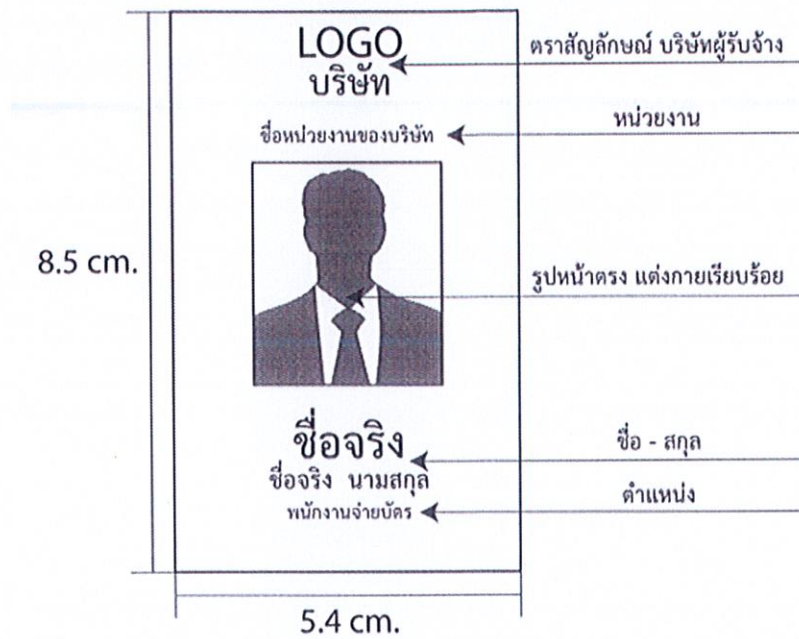 LOGO
บริษัท
ตราสัญลักษณ์ บริษัทผู้รับจ้าง
ชื่อหน่วยงานของบริษัท
หน่วยงาน
8.5 cm.
รูปหน้าตรง แต่งกายเรียบร้อย
ชื่อจริง
ชื่อ - สกุล
ชื่อจริง นามสกุล
พนักงานจ่ายบัตร
ตำแหน่ง
5.4 cm.